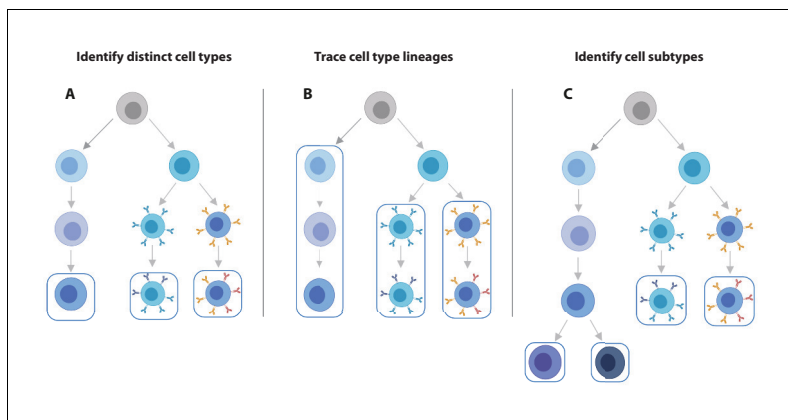 Identify distinct cell types
Trace cell type lineages
Identify cell subtypes
A
B
C